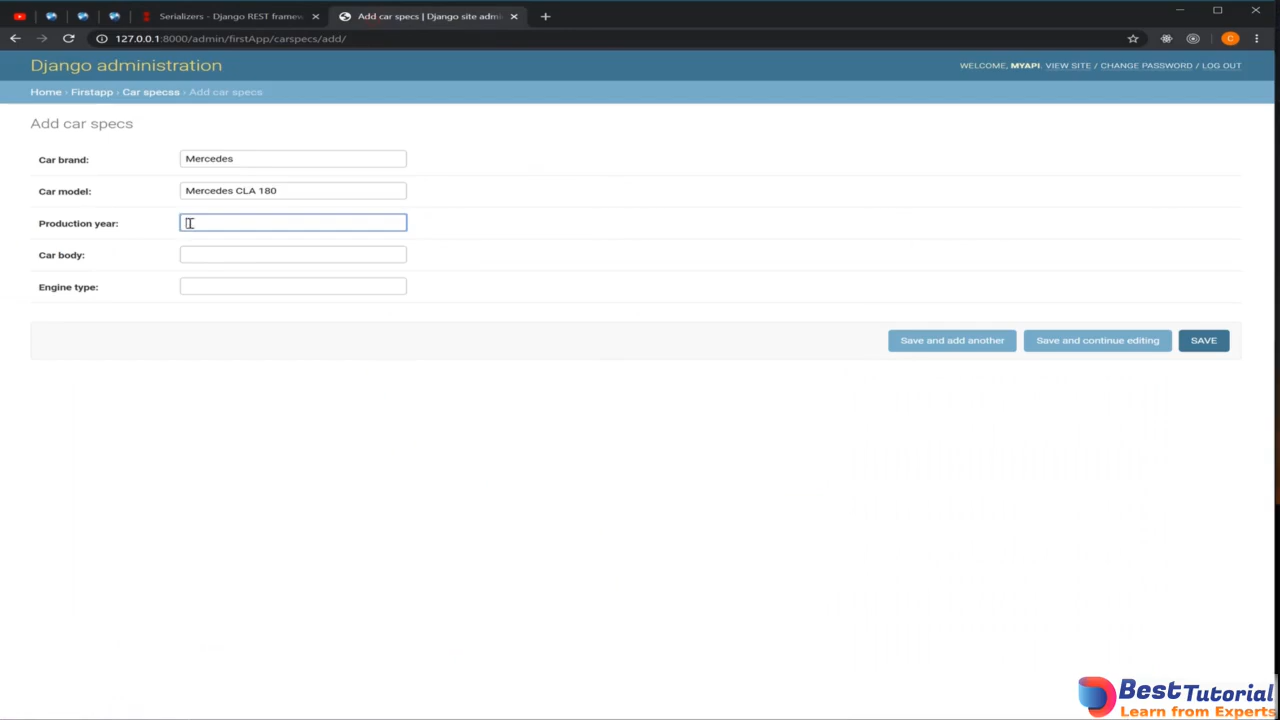 Serializers - Django REST framew
Add car specs | Django site admi
127.0.0.1:8000/admin/firstApp/carspecs/add/
C
Django administration
WELCOME, MYAPI. VIEW SITE / CHANGE PASSWORD / LOG OUT
Home › Firstapp › Car specss › Add car specs
Add car specs
Car brand: Mercedes
Car model: Mercedes CLA 180
Production year:
Car body:
Engine type:
Save and add another Save and continue editing SAVE
BestTutorial
Learn from Experts